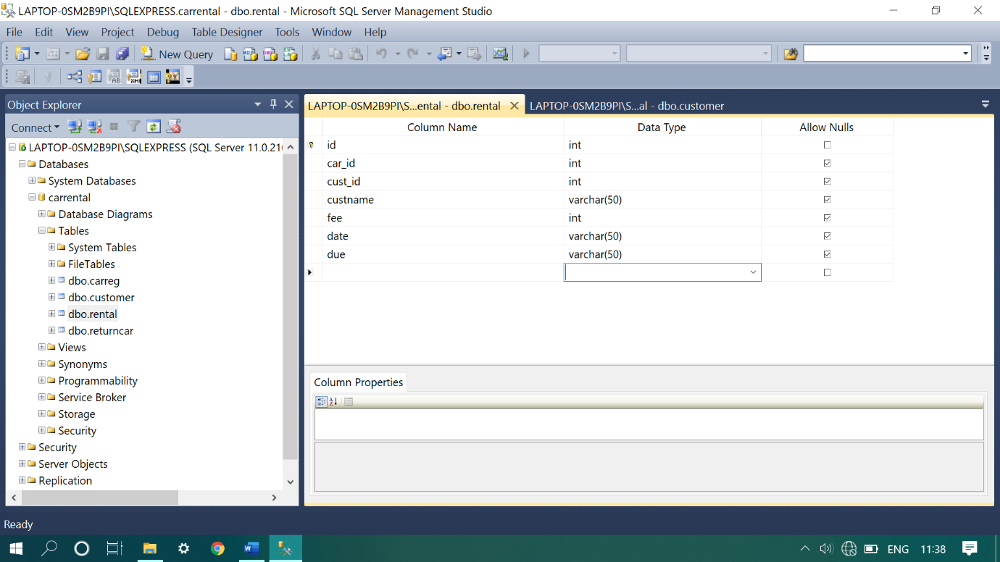 LAPTOP-0SM2B9PI\SQLEXPRESS.carrental - dbo.rental - Microsoft SQL Server Management Studio
File Edit View Project Debug Table Designer Tools Window Help
New Query
Object Explorer
Connect
LAPTOP-0SM2B9PI\SQLEXPRESS (SQL Server 11.0.21
Databases
System Databases
carrental
Database Diagrams
Tables
System Tables
FileTables
dbo.carreg
dbo.customer
dbo.rental
dbo.returncar
Views
Synonyms
Programmability
Service Broker
Storage
Security
Security
Server Objects
Replication
LAPTOP-0SM2B9PI\S...ental - dbo.rental LAPTOP-0SM2B9PI\S...al - dbo.customer
Column Name Data Type Allow Nulls
id int
car_id int
cust_id int
custname varchar(50)
fee int
date varchar(50)
due varchar(50)
Column Properties
Ready
ENG 11:38